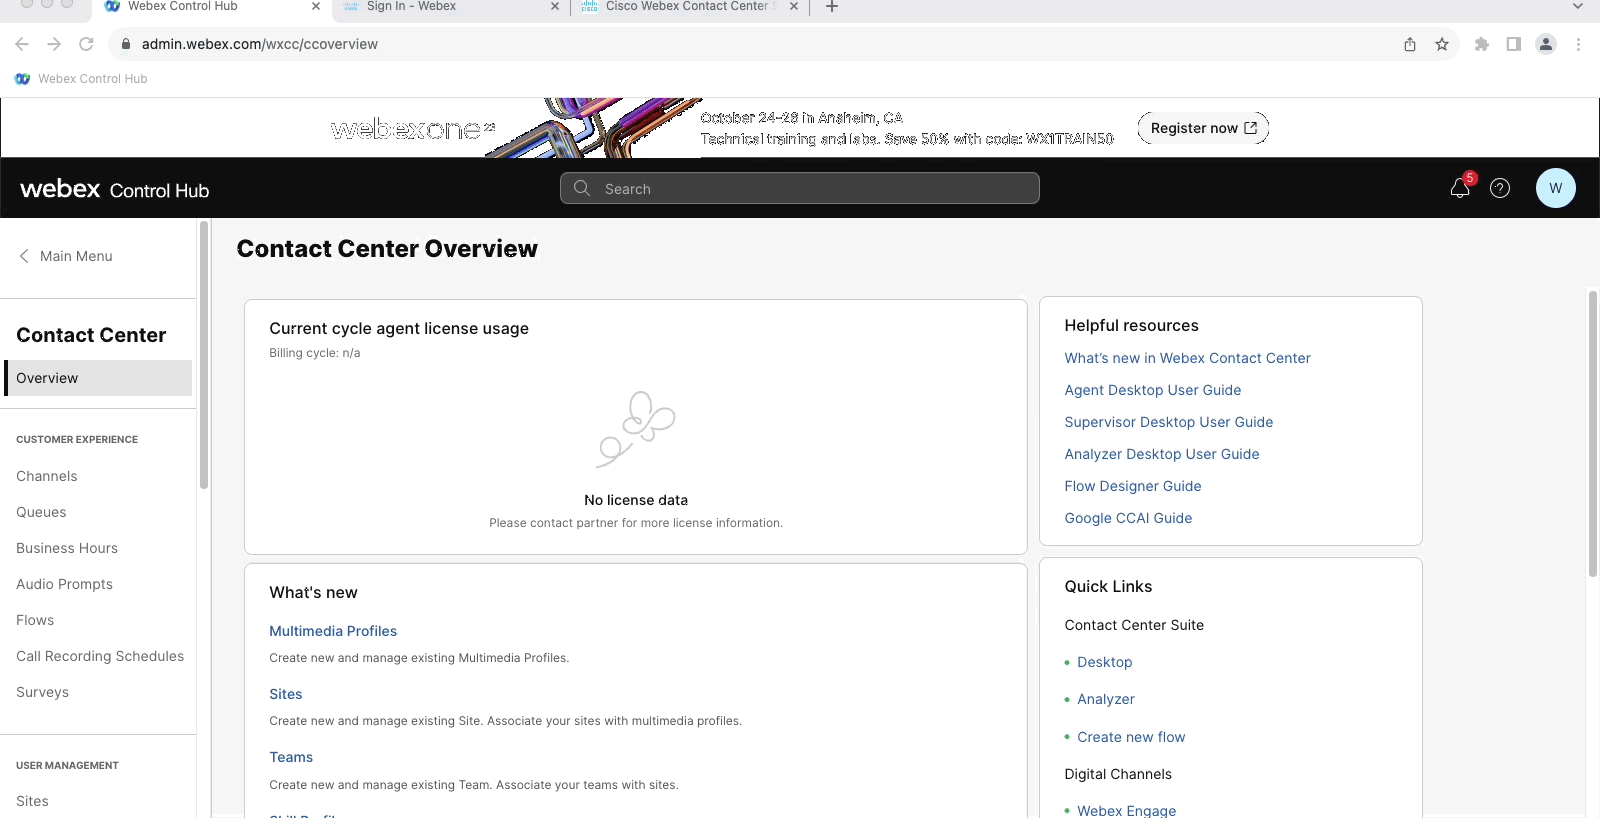 Webex Control Hub
Sign In - Webex
Cisco Webex Contact Center
admin.webex.com/wxcc/ccoverview
Webex Control Hub
webexone
October 24-28 in Anaheim, CA
Technical training and labs. Save 50% with code: WX1TRAIN50
Register now
webex Control Hub
Search
5
W
Main Menu
Contact Center
Overview
CUSTOMER EXPERIENCE
Channels
Queues
Business Hours
Audio Prompts
Flows
Call Recording Schedules
Surveys
USER MANAGEMENT
Sites
Contact Center Overview
Current cycle agent license usage
Billing cycle: n/a
No license data
Please contact partner for more license information.
What's new
Multimedia Profiles
Create new and manage existing Multimedia Profiles.
Sites
Create new and manage existing Site. Associate your sites with multimedia profiles.
Teams
Create new and manage existing Team. Associate your teams with sites.
Helpful resources
What's new in Webex Contact Center
Agent Desktop User Guide
Supervisor Desktop User Guide
Analyzer Desktop User Guide
Flow Designer Guide
Google CCAI Guide
Quick Links
Contact Center Suite
Desktop
Analyzer
Create new flow
Digital Channels
Webex Engage